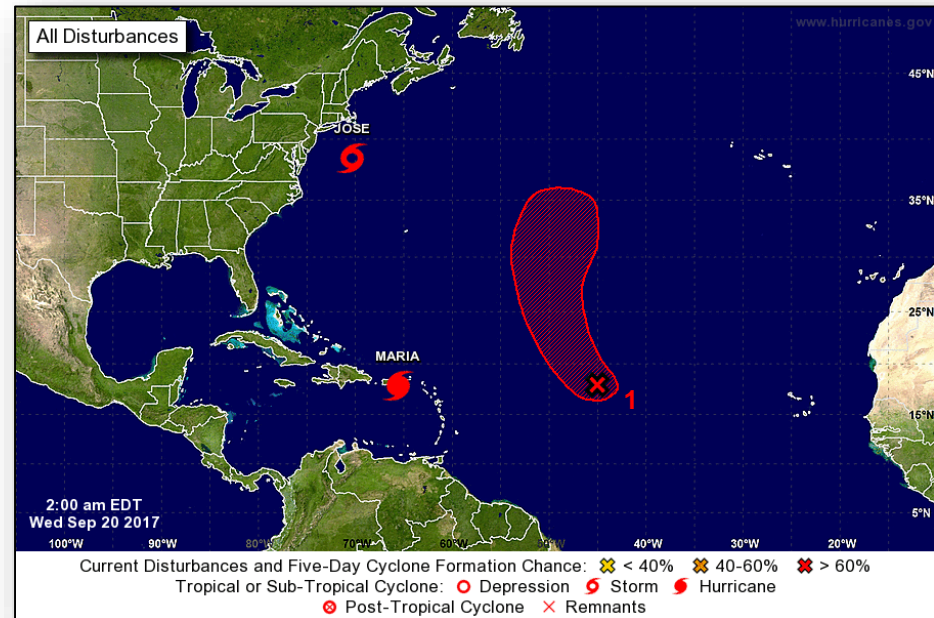 www.hurricanes.gov
All Disturbances
45°N
JOSE
35°N
25°N
MARIA
1
15°N
2:00 am EDT
Wed Sep 20 2017
5°N
100°W 90°W 80°W 70°W 60°W 50°W 40°W 30°W 20°W
Current Disturbances and Five-Day Cyclone Formation Chance: < 40% 40-60% > 60%
Tropical or Sub-Tropical Cyclone: Depression Storm Hurricane
Post-Tropical Cyclone Remnants